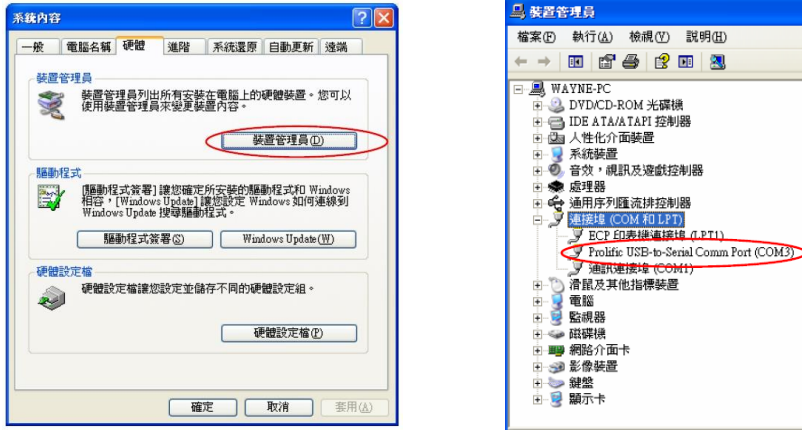 系統內容
一般 電腦名稱 硬體 進階 系統還原 自動更新 遠端
裝置管理員
裝置管理員列出所有安裝在電腦上的硬體裝置。您可以
使用裝置管理員來變更裝置內容。
裝置管理員(D)
驅動程式
[驅動程式簽署] 讓您確定所安裝的驅動程式和 Windows
相容，[Windows Update] 讓您設定 Windows 如何連線到
Windows Update 搜尋驅動程式。
驅動程式簽署(S) Windows Update(W)
硬體設定檔
硬體設定檔讓您設定並儲存不同的硬體設定組。
硬體設定檔(P)
確定 取消 套用(A)
裝置管理員
檔案(F) 執行(A) 檢視(V) 說明(H)
WAYNE-PC
DVD/CD-ROM 光碟機
IDE ATA/ATAPI 控制器
人性化介面裝置
系統裝置
音效，視訊及遊戲控制器
處理器
通用序列匯流排控制器
連接埠 (COM 和 LPT)
ECP 印表機連接埠 (LPT1)
Prolific USB-to-Serial Comm Port (COM3)
通訊連接埠 (COM1)
滑鼠及其他指標裝置
電腦
監視器
磁碟機
網路介面卡
影像裝置
鍵盤
顯示卡